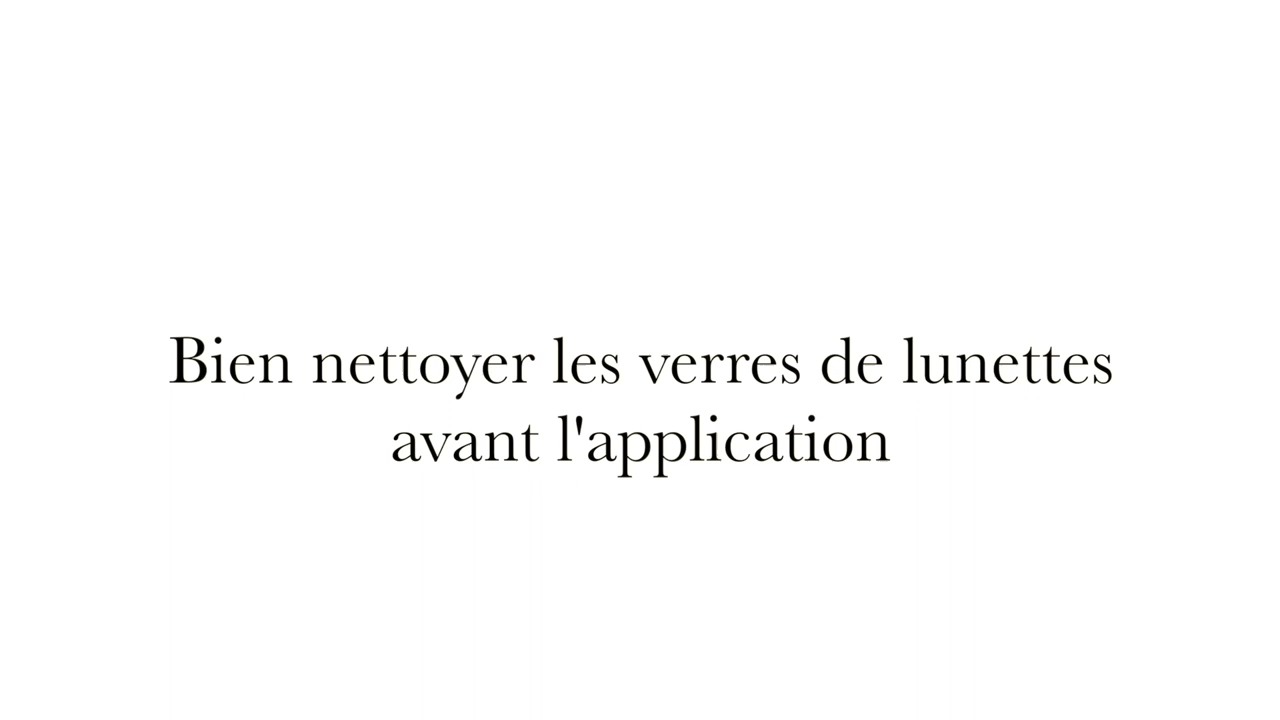 Bien nettoyer les verres de lunettes
avant l'application